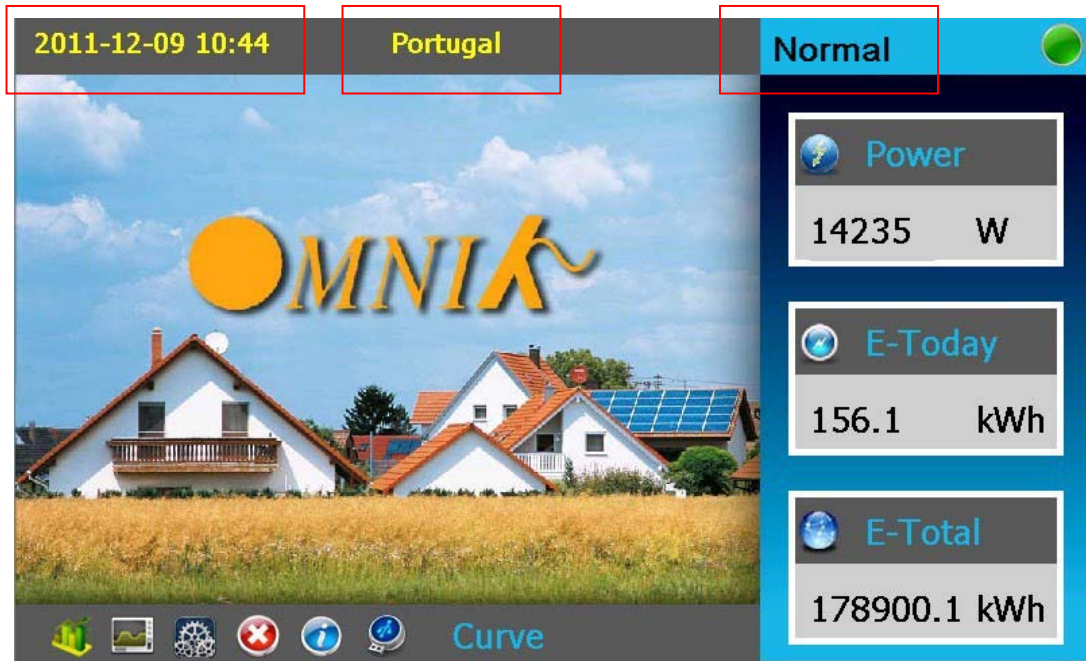 2011-12-09 10:44 Portugal Normal
Power
14235 W
OMNIK
E-Today
156.1 kWh
E-Total
178900.1 kWh
Curve